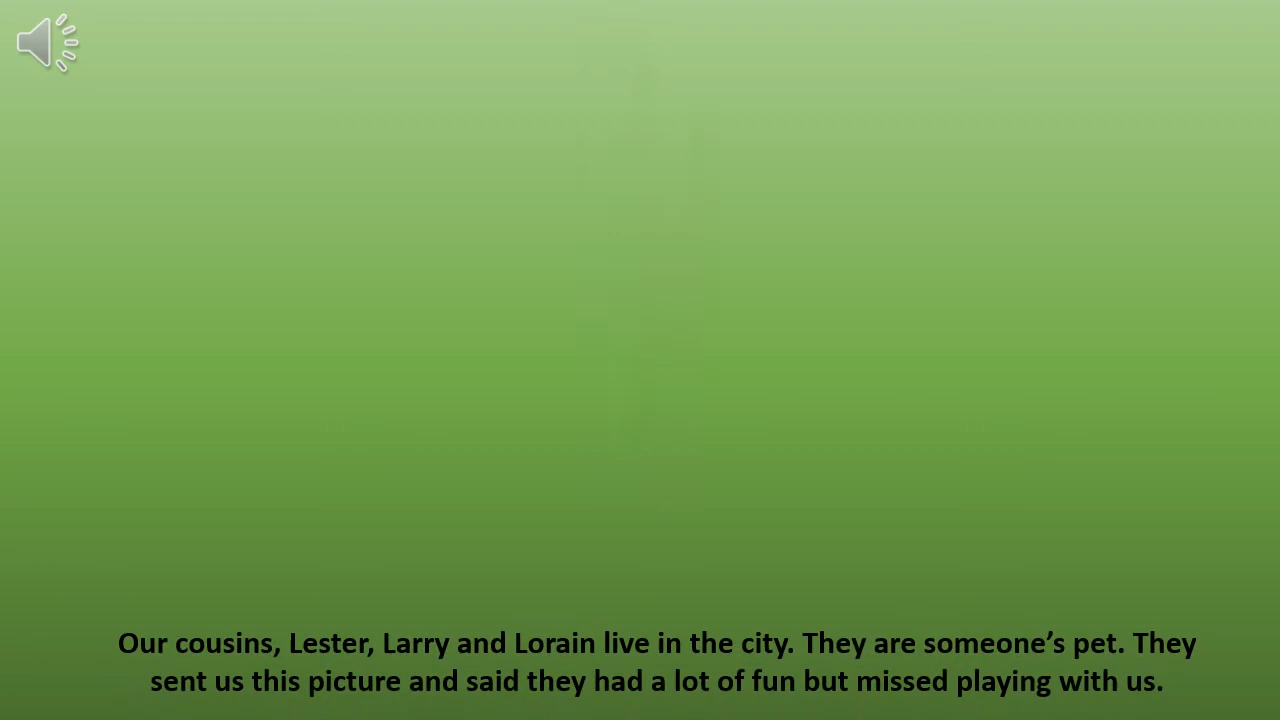 Our cousins, Lester, Larry and Lorain live in the city. They are someone’s pet. They
sent us this picture and said they had a lot of fun but missed playing with us.